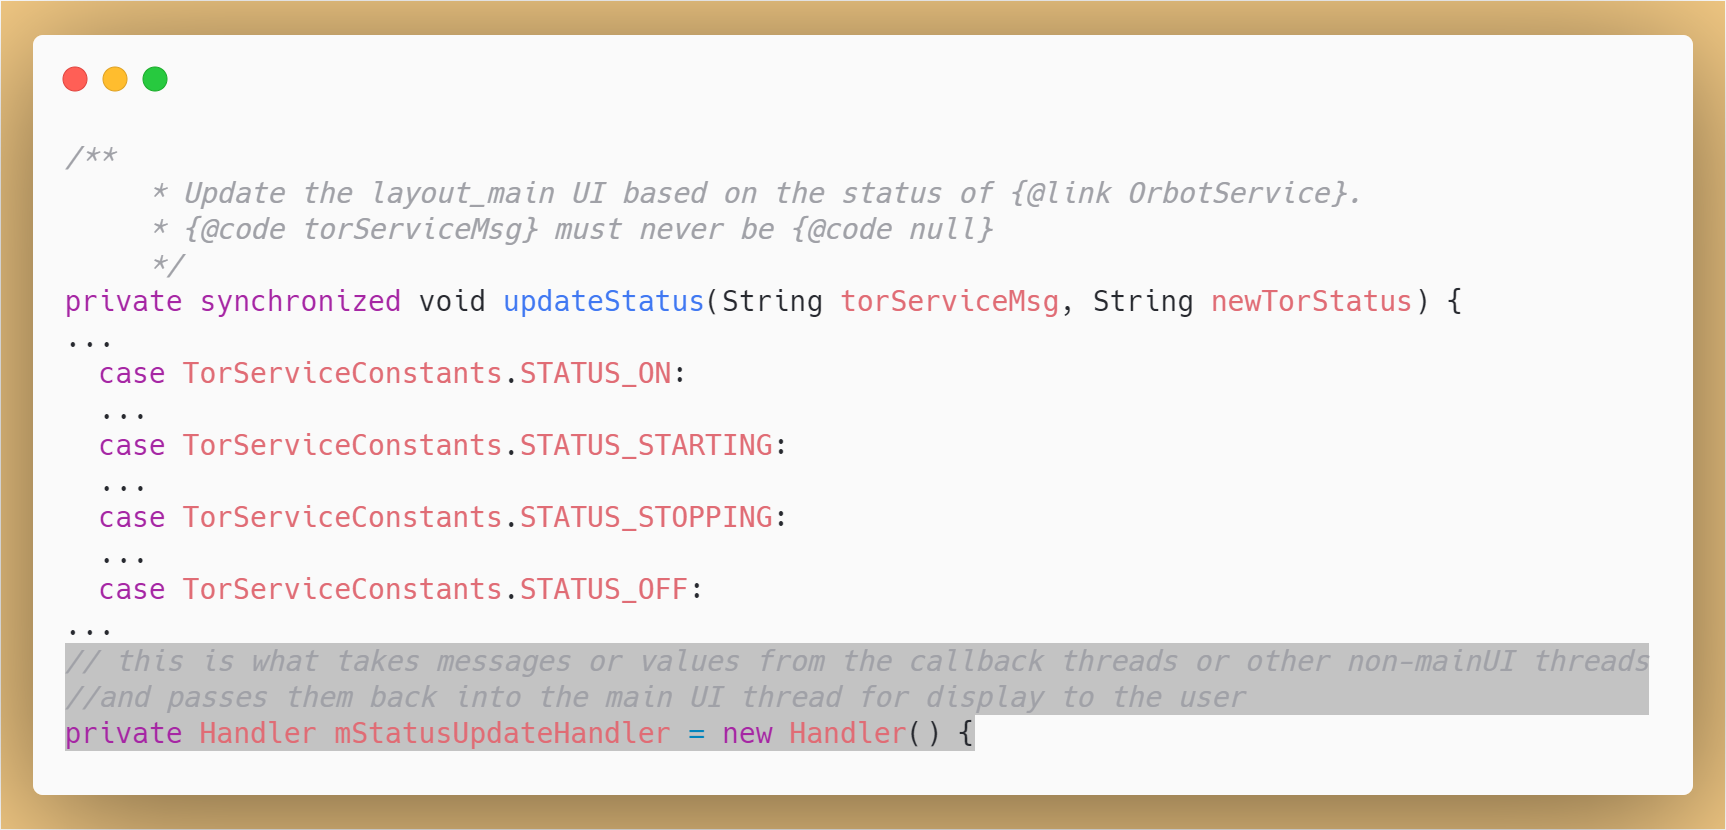 /**
     * Update the layout_main UI based on the status of {@link OrbotService}.
     * {@code torServiceMsg} must never be {@code null}
     */
private synchronized void updateStatus(String torServiceMsg, String newTorStatus) {
...
  case TorServiceConstants.STATUS_ON:
  ...
  case TorServiceConstants.STATUS_STARTING:
  ...
  case TorServiceConstants.STATUS_STOPPING:
  ...
  case TorServiceConstants.STATUS_OFF:
...
// this is what takes messages or values from the callback threads or other non-mainUI threads
//and passes them back into the main UI thread for display to the user
private Handler mStatusUpdateHandler = new Handler() {